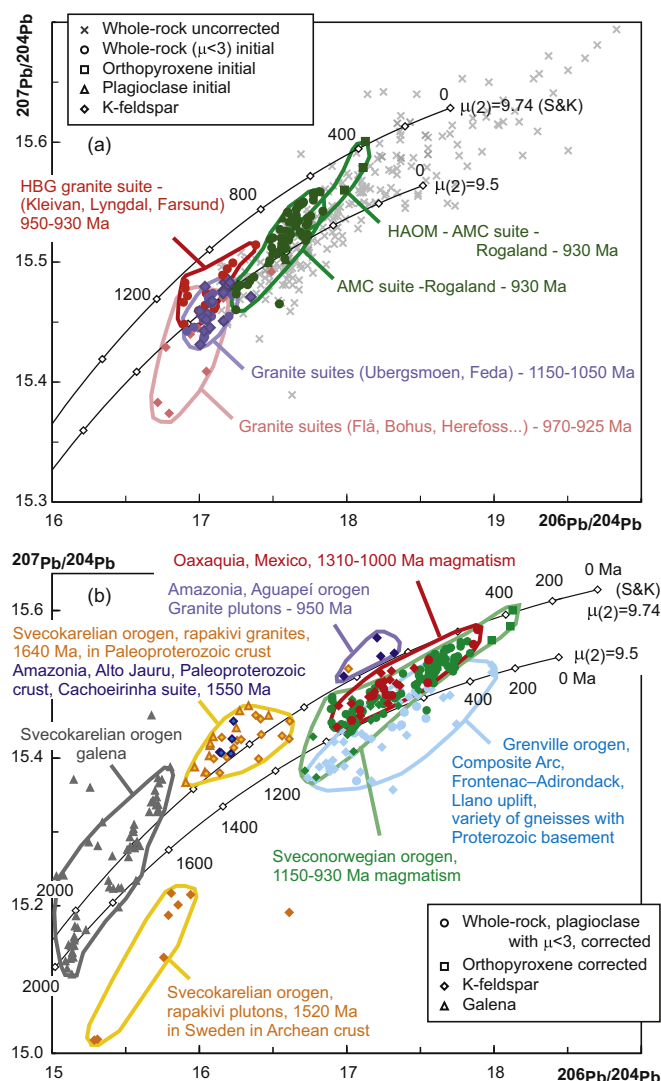 207Pb/204Pb
× Whole-rock uncorrected
Whole-rock (μ<3) initial
Orthopyroxene initial
Plagioclase initial
K-feldspar
(a)
0
μ(2)=9.74 (S&K)
15.6
400
0
μ(2)=9.5
HBG granite suite -
(Kleivan, Lyngdal, Farsund)
950-930 Ma
800
HAOM - AMC suite -
Rogaland - 930 Ma
15.5
1200
AMC suite -Rogaland - 930 Ma
Granite suites (Ubergsmoen, Feda) - 1150-1050 Ma
15.4
Granite suites (Flå, Bohus, Herefoss...) - 970-925 Ma
15.3
16
17
18
19
206Pb/204Pb
207Pb/204Pb
Oaxaquia, Mexico, 1310-1000 Ma magmatism
(b)
Amazonia, Aguapeí orogen
Granite plutons - 950 Ma
400
200
0 Ma
(S&K)
μ(2)=9.74
15.6
Svecokarelian orogen, rapakivi granites,
1640 Ma, in Paleoproterozoic crust
Amazonia, Alto Jauru, Paleoproterozoic
crust, Cachoeirinha suite, 1550 Ma
μ(2)=9.5
400
200
0 Ma
Svecokarelian orogen
galena
15.4
1200
1400
1600
Grenville orogen,
Composite Arc,
Frontenac–Adirondack,
Llano uplift,
variety of gneisses with
Proterozoic basement
Sveconorwegian orogen,
1150-930 Ma magmatism
2000
15.2
2000
Whole-rock, plagioclase
with μ<3, corrected
Orthopyroxene corrected
K-feldspar
Galena
Svecokarelian orogen,
rapakivi plutons, 1520 Ma
in Sweden in Archean crust
15.0
15
16
17
18
206Pb/204Pb